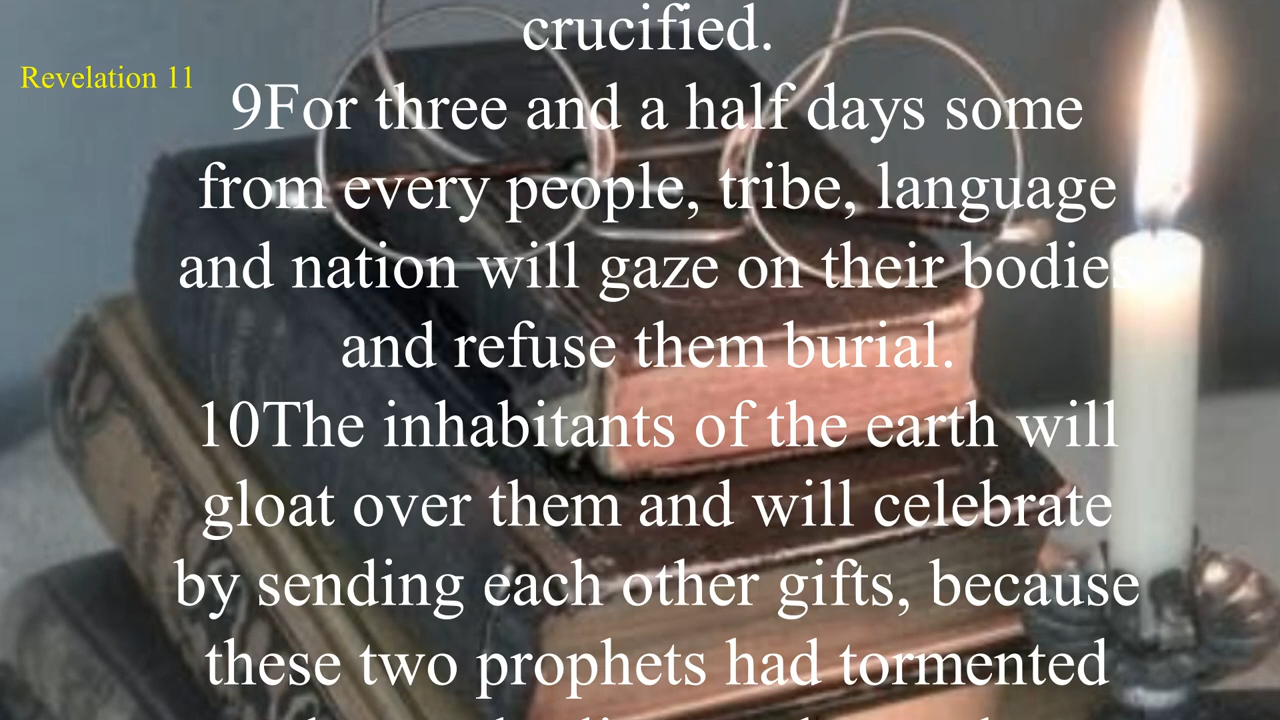 crucified.
Revelation 11
9For three and a half days some
from every people, tribe, language
and nation will gaze on their bodies
and refuse them burial.
10The inhabitants of the earth will
gloat over them and will celebrate
by sending each other gifts, because
these two prophets had tormented